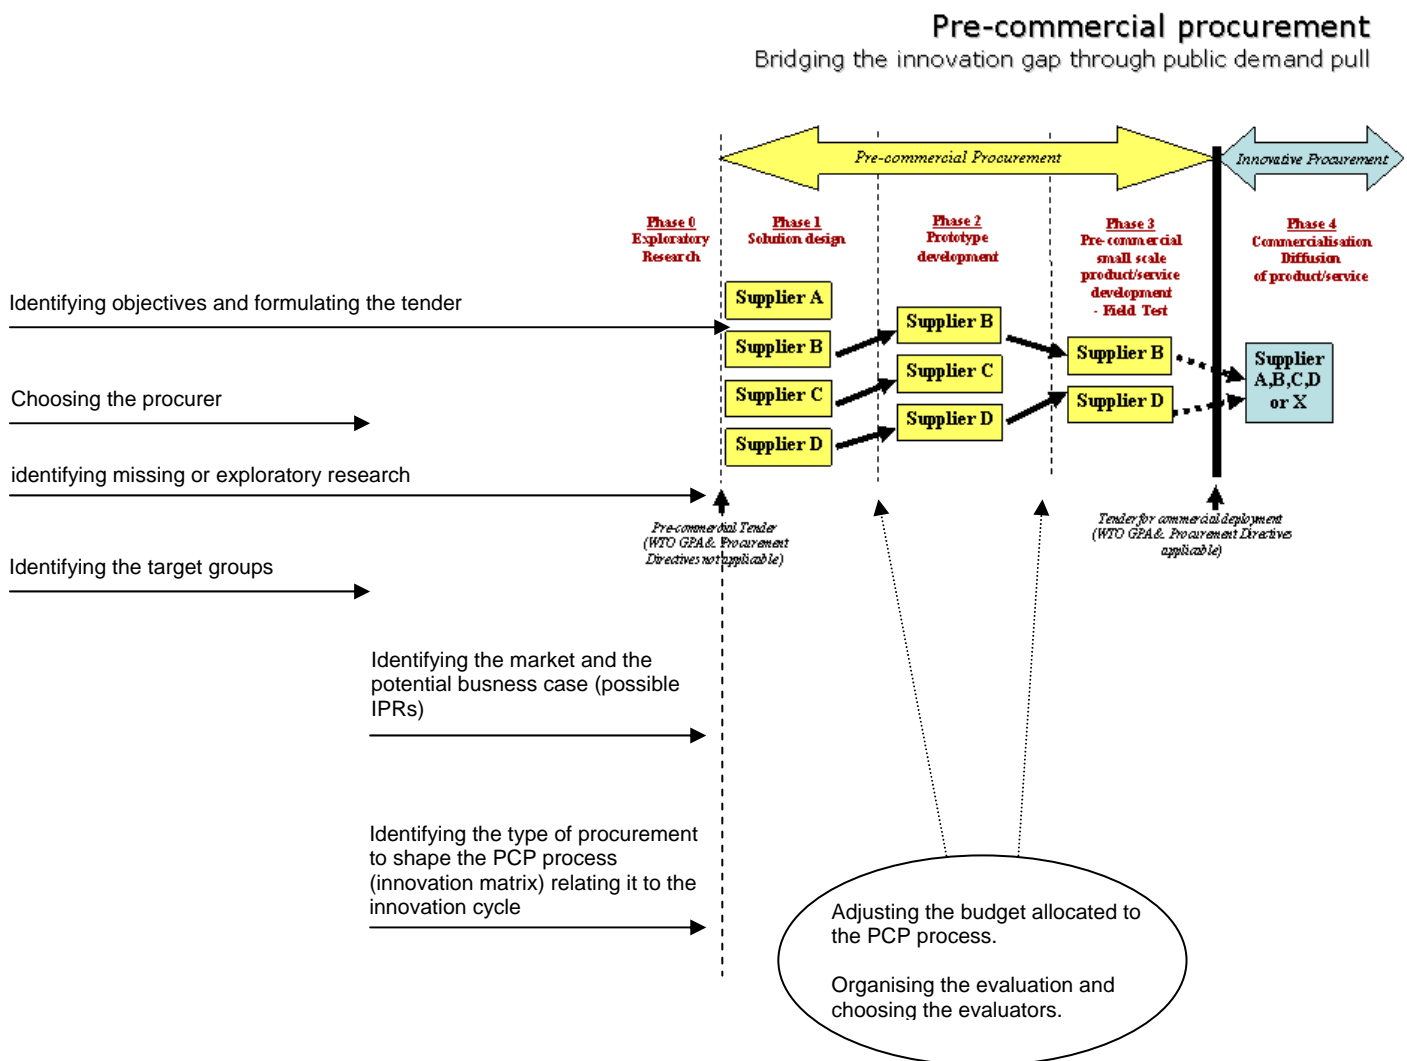 Pre-commercial procurement
Bridging the innovation gap through public demand pull
Pre-commercial Procurement
Innovative Procurement
Phase 0
Exploratory
Research
Phase 1
Solution design
Phase 2
Prototype
development
Phase 3
Pre-commercial
small scale
product/service
development
- Field Test
Phase 4
Commercialisation
Diffusion
of product/service
Supplier A
Supplier B
Supplier C
Supplier D
Supplier B
Supplier C
Supplier D
Supplier B
Supplier D
Supplier
A,B,C,D
or X
Identifying objectives and formulating the tender
Choosing the procurer
identifying missing or exploratory research
Identifying the target groups
Pre-commercial Tender
(WTO GPA & Procurement
Directives not applicable)
Tender for commercial deployment
(WTO GPA & Procurement Directives
applicable)
Identifying the market and the
potential busness case (possible
IPRs)
Identifying the type of procurement
to shape the PCP process
(innovation matrix) relating it to the
innovation cycle
Adjusting the budget allocated to
the PCP process.
Organising the evaluation and
choosing the evaluators.